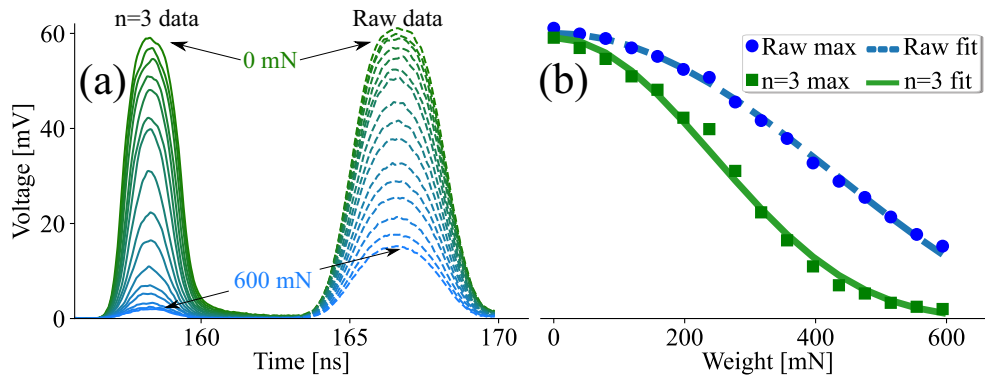 n=3 data
Raw data
(a)
0 mN
600 mN
Voltage [mV]
60
40
20
0
160
165
170
Time [ns]
(b)
Raw max
Raw fit
n=3 max
n=3 fit
0
200
400
600
Weight [mN]